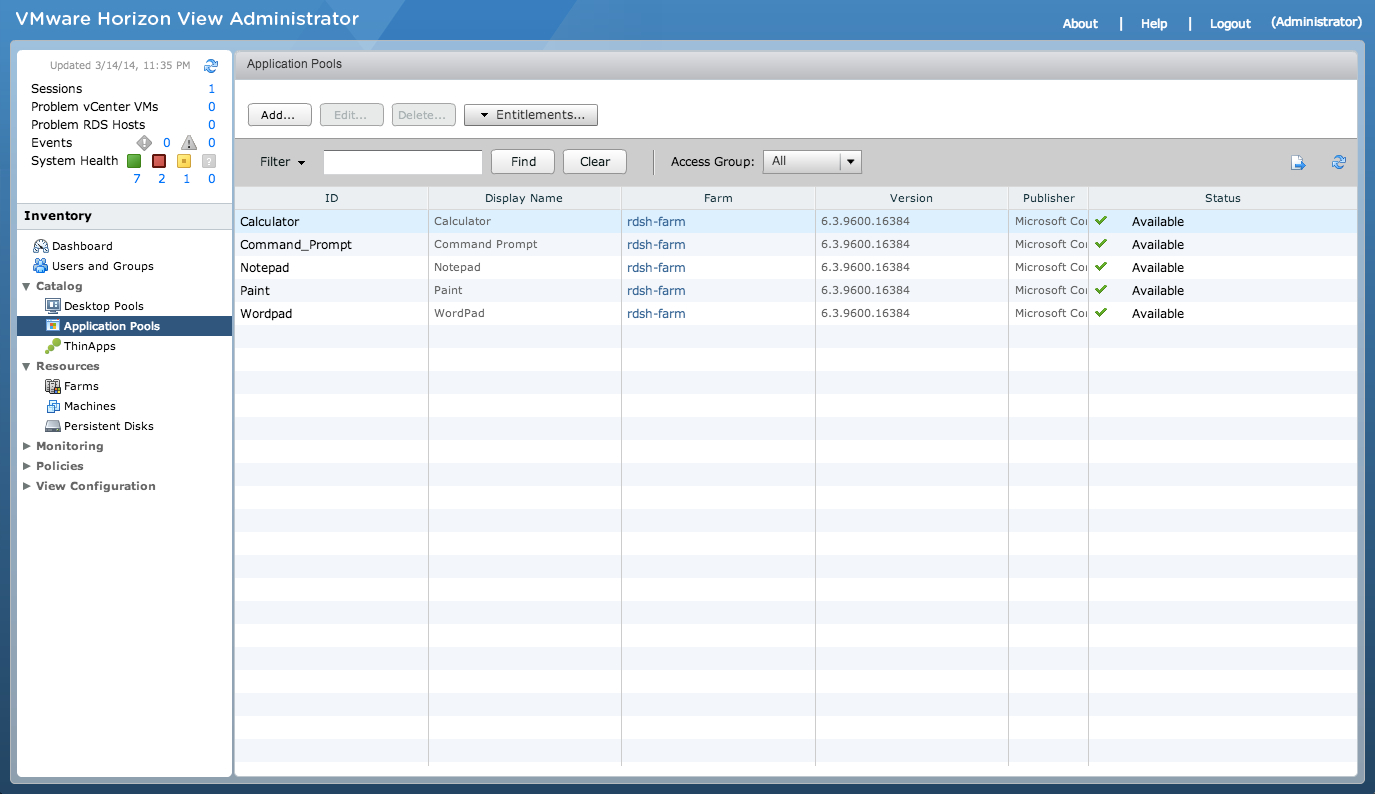 VMware Horizon View Administrator
About | Help | Logout (Administrator)
Updated 3/14/14, 11:35 PM
Sessions 1
Problem vCenter VMs 0
Problem RDS Hosts 0
Events 0 0
System Health
7 2 1 0
Inventory
Dashboard
Users and Groups
Catalog
Desktop Pools
Application Pools
ThinApps
Resources
Farms
Machines
Persistent Disks
Monitoring
Policies
View Configuration
Application Pools
Add... Edit... Delete... Entitlements...
Filter Find Clear Access Group: All
ID Display Name Farm Version Publisher Status
Calculator Calculator rdsh-farm 6.3.9600.16384 Microsoft Cor Available
Command_Prompt Command Prompt rdsh-farm 6.3.9600.16384 Microsoft Cor Available
Notepad Notepad rdsh-farm 6.3.9600.16384 Microsoft Cor Available
Paint Paint rdsh-farm 6.3.9600.16384 Microsoft Cor Available
Wordpad WordPad rdsh-farm 6.3.9600.16384 Microsoft Cor Available